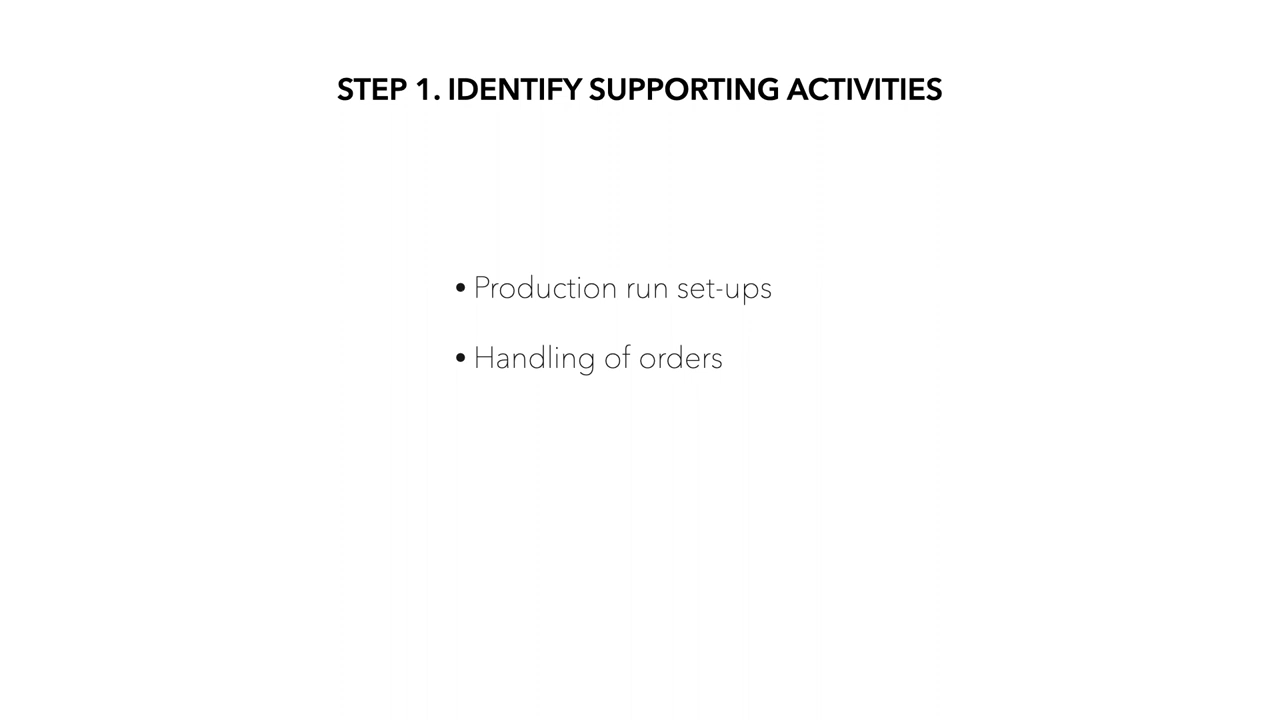 STEP 1. IDENTIFY SUPPORTING ACTIVITIES
• Production run set-ups
• Handling of orders